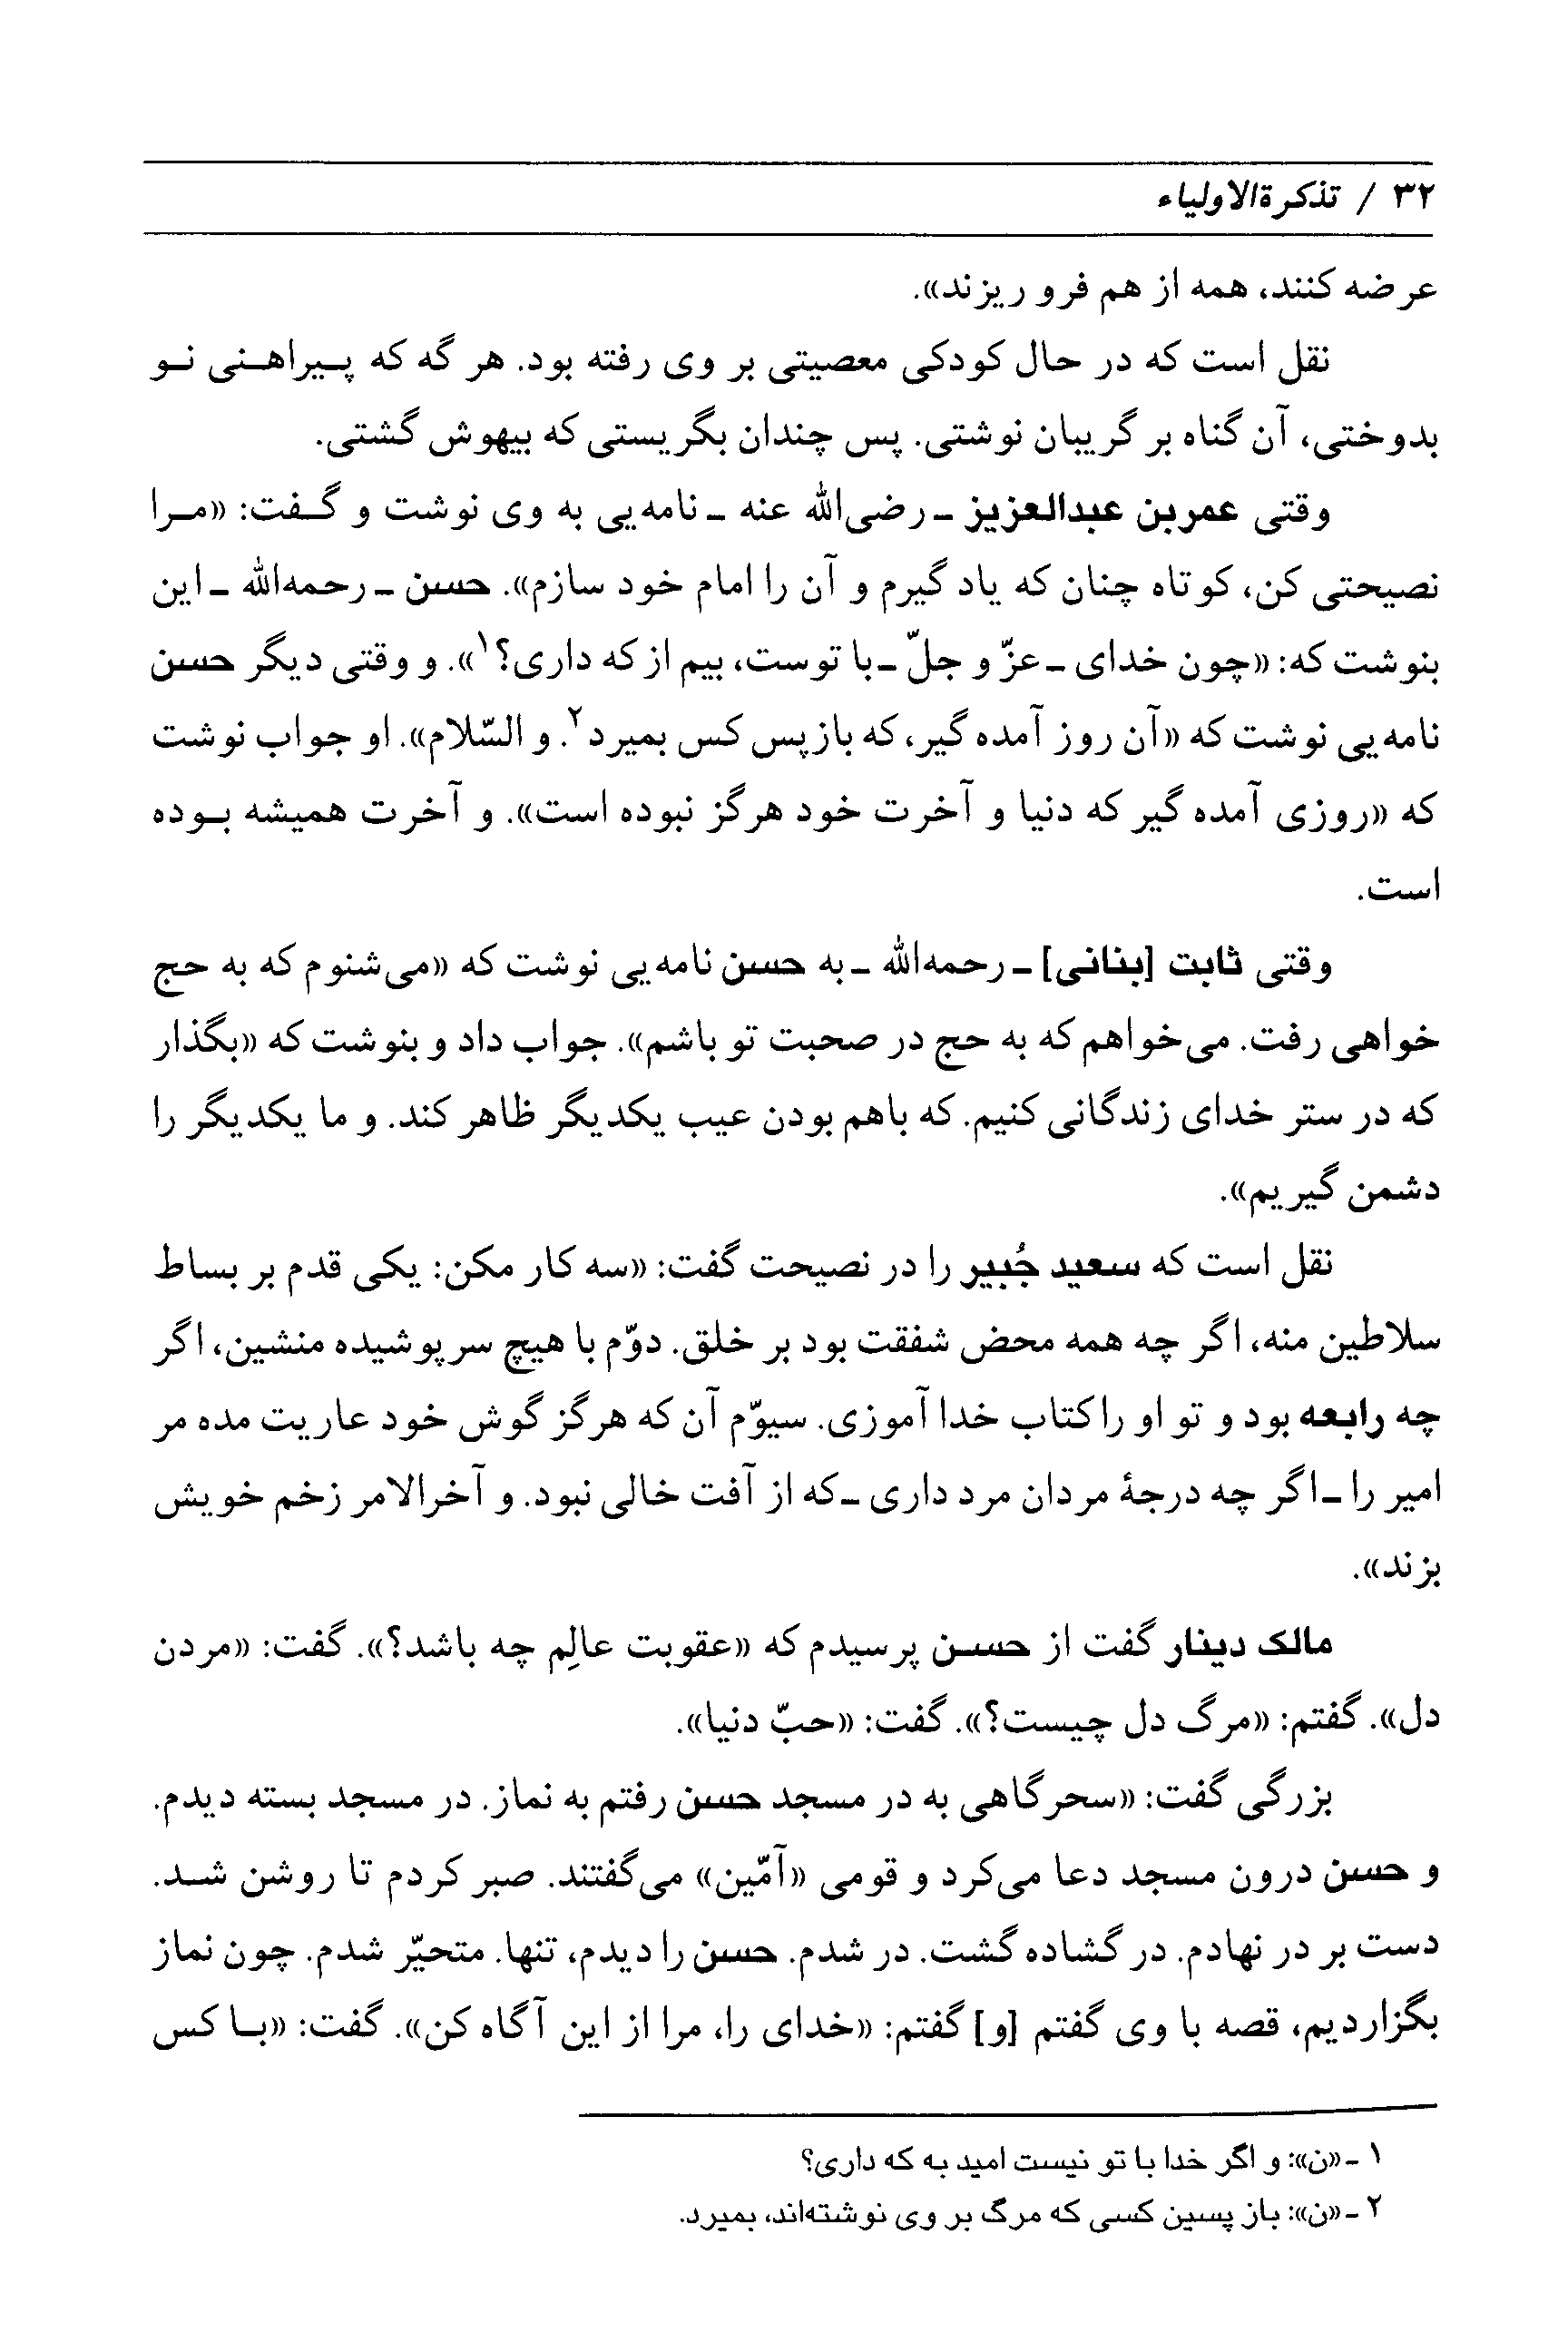 ۳۲ / تذکرةالاولیاء
عرضه کنند، همه از هم فرو ریزند».
نقل است که در حال کودکی معصیتی بر وی رفته بود. هر گه که پیراهنی نو
بدوختی، آن گناه بر گریبان نوشتی. پس چندان بگریستی که بیهوش گشتی.
وقتی عمربن عبدالعزیز ـ رضی‌الله عنه ـ نامه‌یی به وی نوشت و گفت: «مرا
نصیحتی کن، کوتاه چنان که یاد گیرم و آن را امام خود سازم». حسن ـ رحمه‌الله ـ این
بنوشت که: «چون خدای ـ عزّ و جلّ ـ با توست، بیم از که داری؟۱». و وقتی دیگر حسن
نامه‌یی نوشت که «آن روز آمده گیر، که بازپس کس بمیرد۲. و السّلام». او جواب نوشت
که «روزی آمده گیر که دنیا و آخرت خود هرگز نبوده است». و آخرت همیشه بوده
است.
وقتی ثابت [بنانی] ـ رحمه‌الله ـ به حسن نامه‌یی نوشت که «می‌شنوم که به حج
خواهی رفت. می‌خواهم که به حج در صحبت تو باشم». جواب داد و بنوشت که «بگذار
که در ستر خدای زندگانی کنیم. که باهم بودن عیب یکدیگر ظاهر کند. و ما یکدیگر را
دشمن گیریم».
نقل است که سعید جُبیر را در نصیحت گفت: «سه کار مکن: یکی قدم بر بساط
سلاطین منه، اگر چه همه محض شفقت بود بر خلق. دوّم با هیچ سرپوشیده منشین، اگر
چه رابعه بود و تو او را کتاب خدا آموزی. سیوّم آن که هرگز گوش خود عاریت مده مر
امیر را ـ اگر چه درجهٔ مردان مرد داری ـ که از آفت خالی نبود. و آخرالامر زخم خویش
بزند».
مالک دینار گفت از حسن پرسیدم که «عقوبت عالِم چه باشد؟». گفت: «مردن
دل». گفتم: «مرگ دل چیست؟». گفت: «حبّ دنیا».
بزرگی گفت: «سحرگاهی به در مسجد حسن رفتم به نماز. در مسجد بسته دیدم.
و حسن درون مسجد دعا می‌کرد و قومی «آمّین» می‌گفتند. صبر کردم تا روشن شد.
دست بر در نهادم. در گشاده گشت. در شدم. حسن را دیدم، تنها. متحیّر شدم. چون نماز
بگزاردیم، قصه با وی گفتم [و] گفتم: «خدای را، مرا از این آگاه کن». گفت: «با کس
۱ ـ «ن»: و اگر خدا با تو نیست امید به که داری؟
۲ ـ «ن»: باز پسین کسی که مرگ بر وی نوشته‌اند، بمیرد.